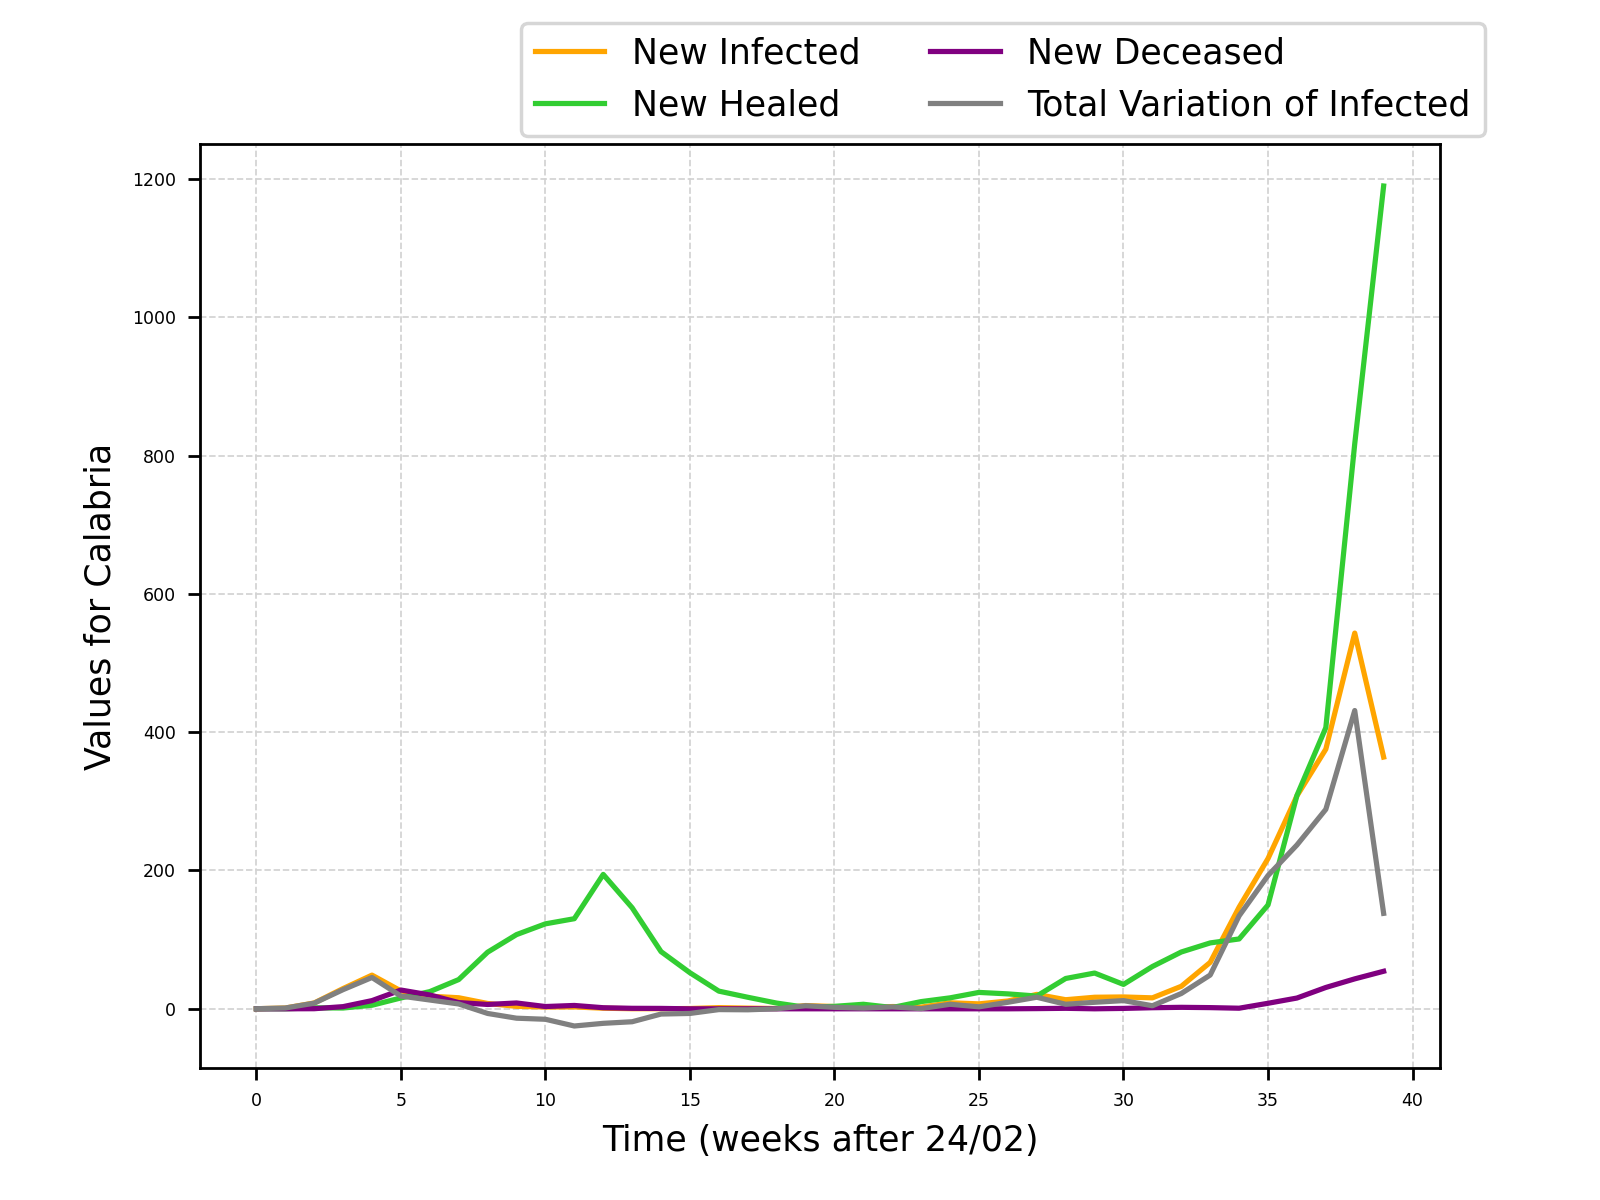 New Infected
New Healed
New Deceased
Total Variation of Infected
Values for Calabria
1200
1000
800
600
400
200
0
0 5 10 15 20 25 30 35 40
Time (weeks after 24/02)